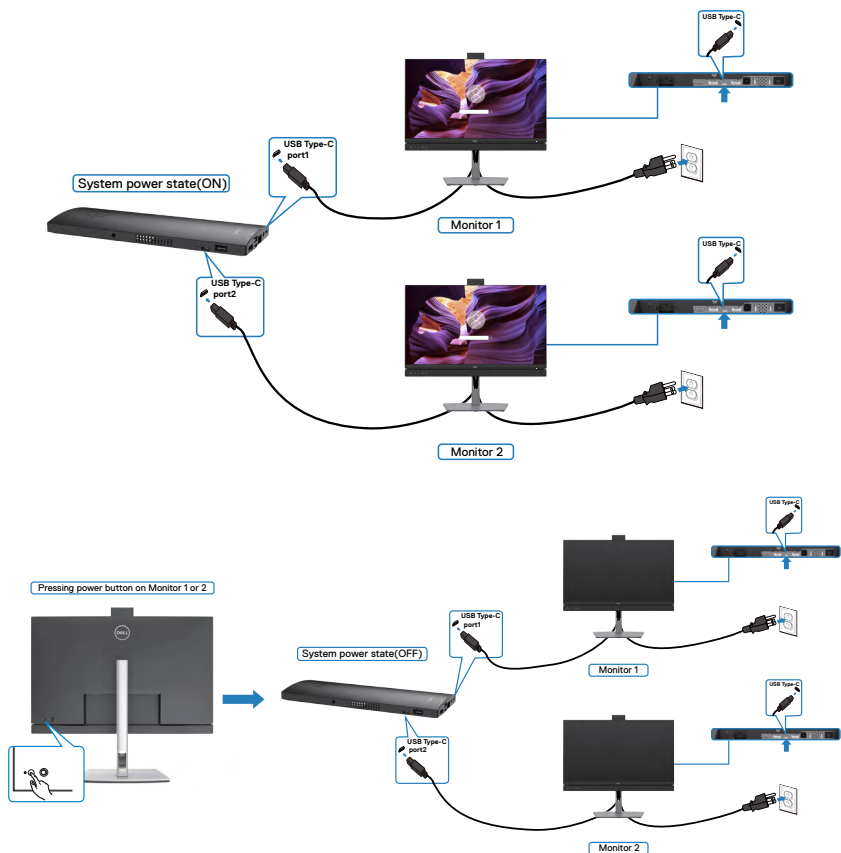 USB Type-C
USB Type-C
port1
System power state(ON)
Monitor 1
USB Type-C
USB Type-C
port2
Monitor 2
USB Type-C
Pressing power button on Monitor 1 or 2
DELL
USB Type-C
port1
System power state(OFF)
Monitor 1
USB Type-C
USB Type-C
port2
Monitor 2